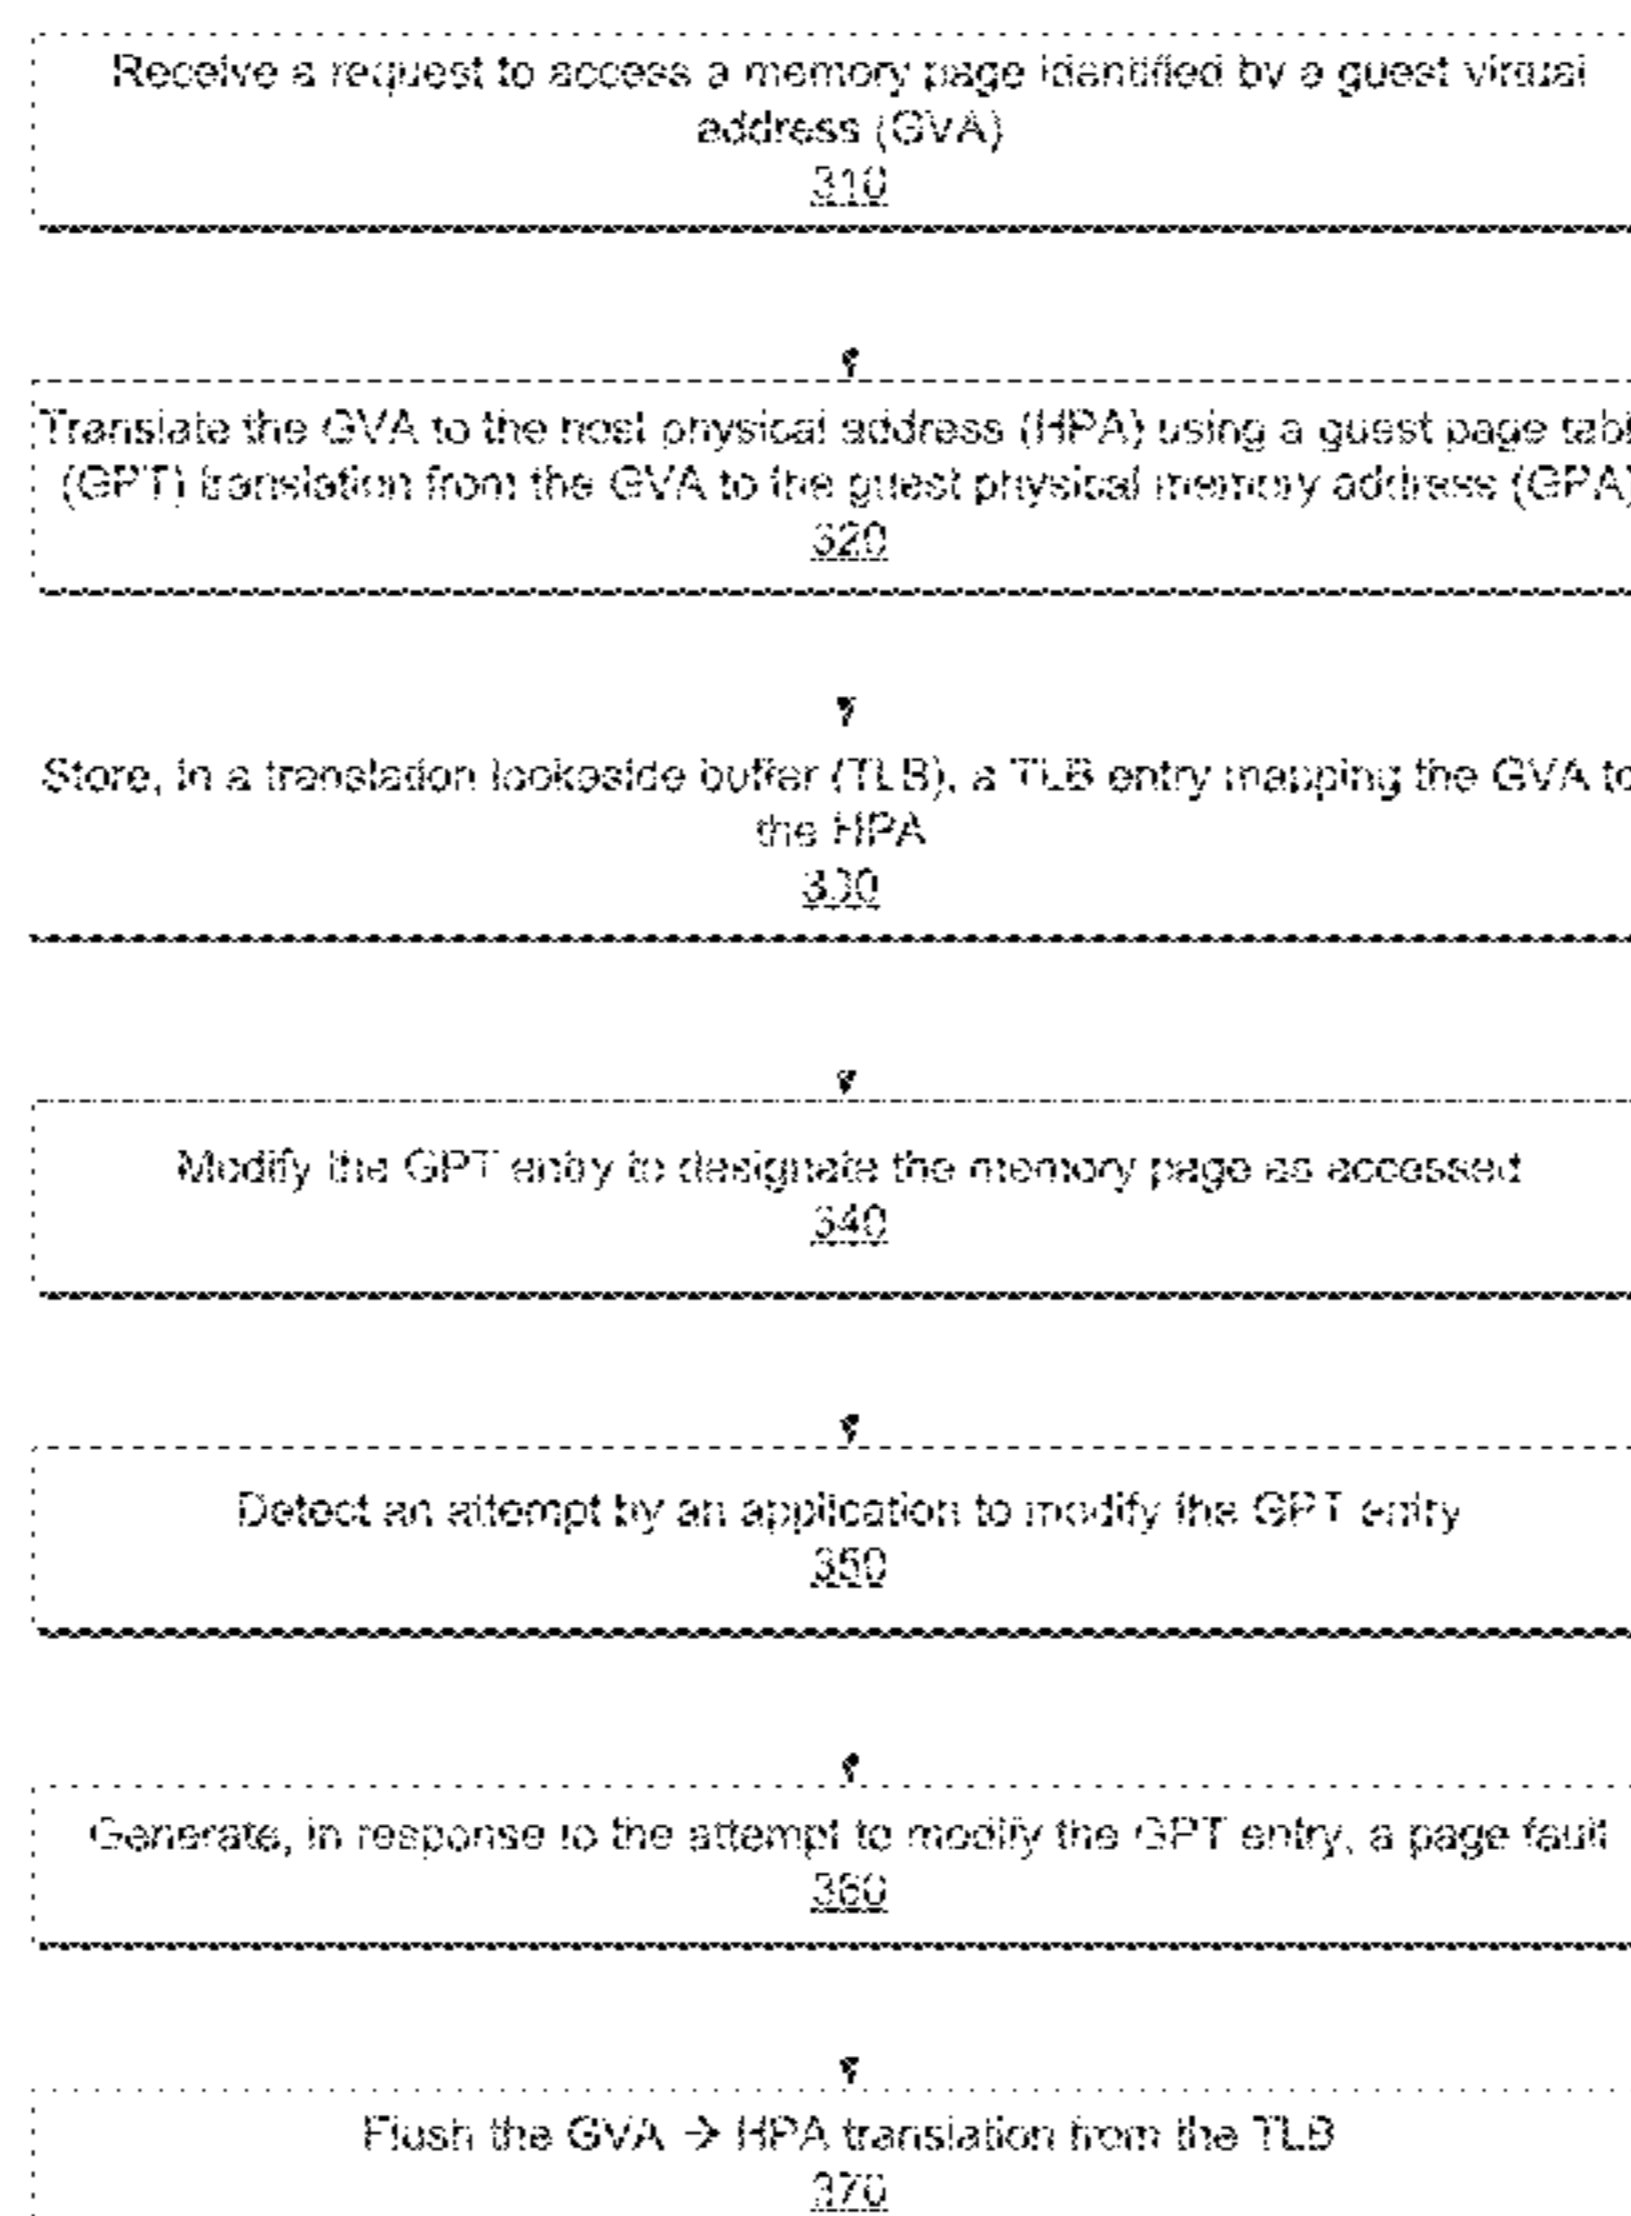 Receive a request to access a memory page identified by a guest virtual
address (GVA)
310
Translate the GVA to the host physical address (HPA) using a guest page
(GPT) translation from the GVA to the guest physical memory address (GPA)
320
Store, in a translation lookaside buffer (TLB), a TLB entry mapping the GVA to
the HPA
330
Modify the GPT entry to designate the memory page as accessed
340
Detect an attempt by an application to modify the GPT entry
350
Generate, in response to the attempt to modify the GPT entry, a page fault
360
Flush the GVA → HPA translation from the TLB
370